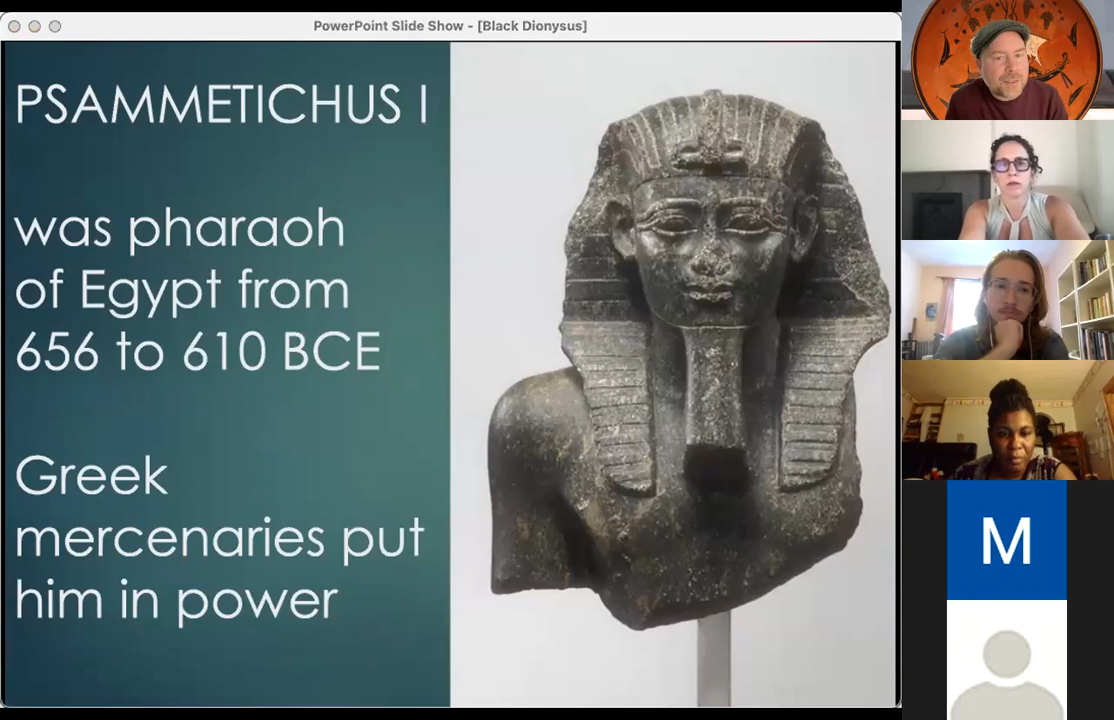 PowerPoint Slide Show - [Black Dionysus]
PSAMMETICHUS I
was pharaoh
of Egypt from
656 to 610 BCE
Greek
mercenaries put
him in power
M